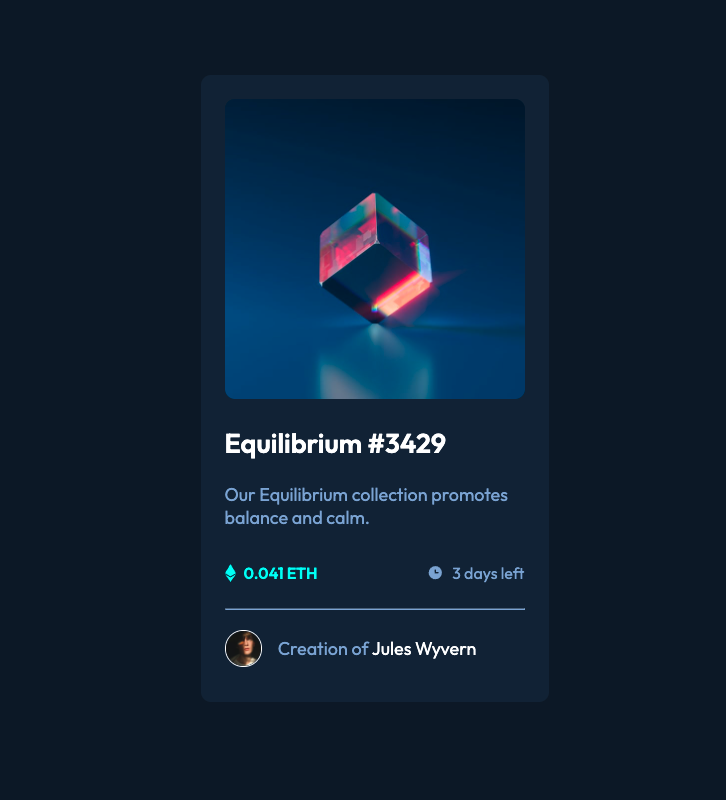 Equilibrium #3429
Our Equilibrium collection promotes
balance and calm.
0.041 ETH
3 days left
Creation of Jules Wyvern